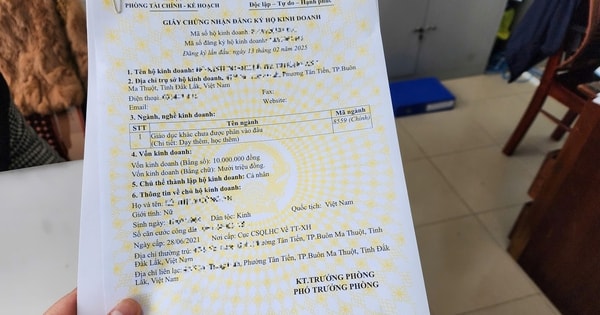 PHÒNG TÀI CHÍNH - KẾ HOẠCH
Độc lập - Tự do - Hạnh phúc
GIẤY CHỨNG NHẬN ĐĂNG KÝ HỘ KINH DOANH
Mã số hộ kinh doanh:
Mã số đăng ký hộ kinh doanh:
Đăng ký lần đầu: ngày 13 tháng 02 năm 2025
1. Tên hộ kinh doanh:
2. Địa chỉ trụ sở hộ kinh doanh, Phường Tân Tiến, TP.Buôn
Ma Thuột, Tỉnh Đắk Lắk, Việt Nam
Điện thoại: Fax:
Email: Website:
3. Ngành, nghề kinh doanh:
STT Tên ngành Mã ngành
1 Giáo dục khác chưa được phân vào đâu 8559 (Chính)
(Chi tiết: Dạy thêm, học thêm)
4. Vốn kinh doanh:
Vốn kinh doanh (Bằng số): 10.000.000 đồng
Vốn kinh doanh (Bằng chữ): Mười triệu đồng.
5. Chủ thể thành lập hộ kinh doanh: Cá nhân
6. Thông tin về chủ hộ kinh doanh:
Họ và tên:
Giới tính: Nữ
Sinh ngày: Dân tộc: Kinh Quốc tịch: Việt Nam
Số căn cước công dân
Ngày cấp: 28/06/2021 Nơi cấp: Cục CSQLHC Về TT-XH
Địa chỉ thường trú: Tân Tiến, TP.Buôn Ma Thuột, Tỉnh
Đắk Lắk, Việt Nam
Địa chỉ liên lạc: Phường Tân Tiến, TP.Buôn Ma Thuột, Tỉnh Đắk
Lắk, Việt Nam
KT.TRƯỞNG PHÒNG
PHÓ TRƯỞNG PHÒNG